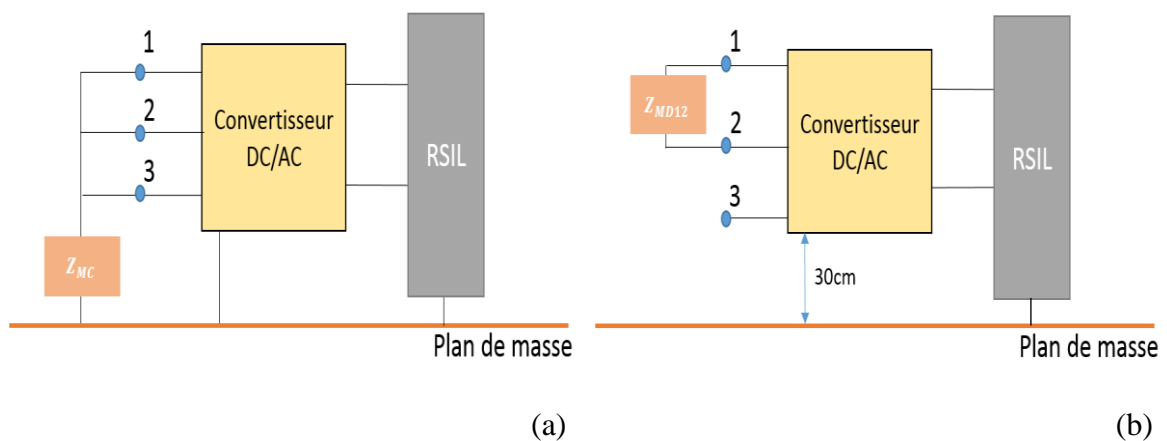 1
2
3
Convertisseur
DC/AC
RSIL
Z_MC
Plan de masse
(a)
1
Z_MD12
2
3
Convertisseur
DC/AC
RSIL
30cm
Plan de masse
(b)